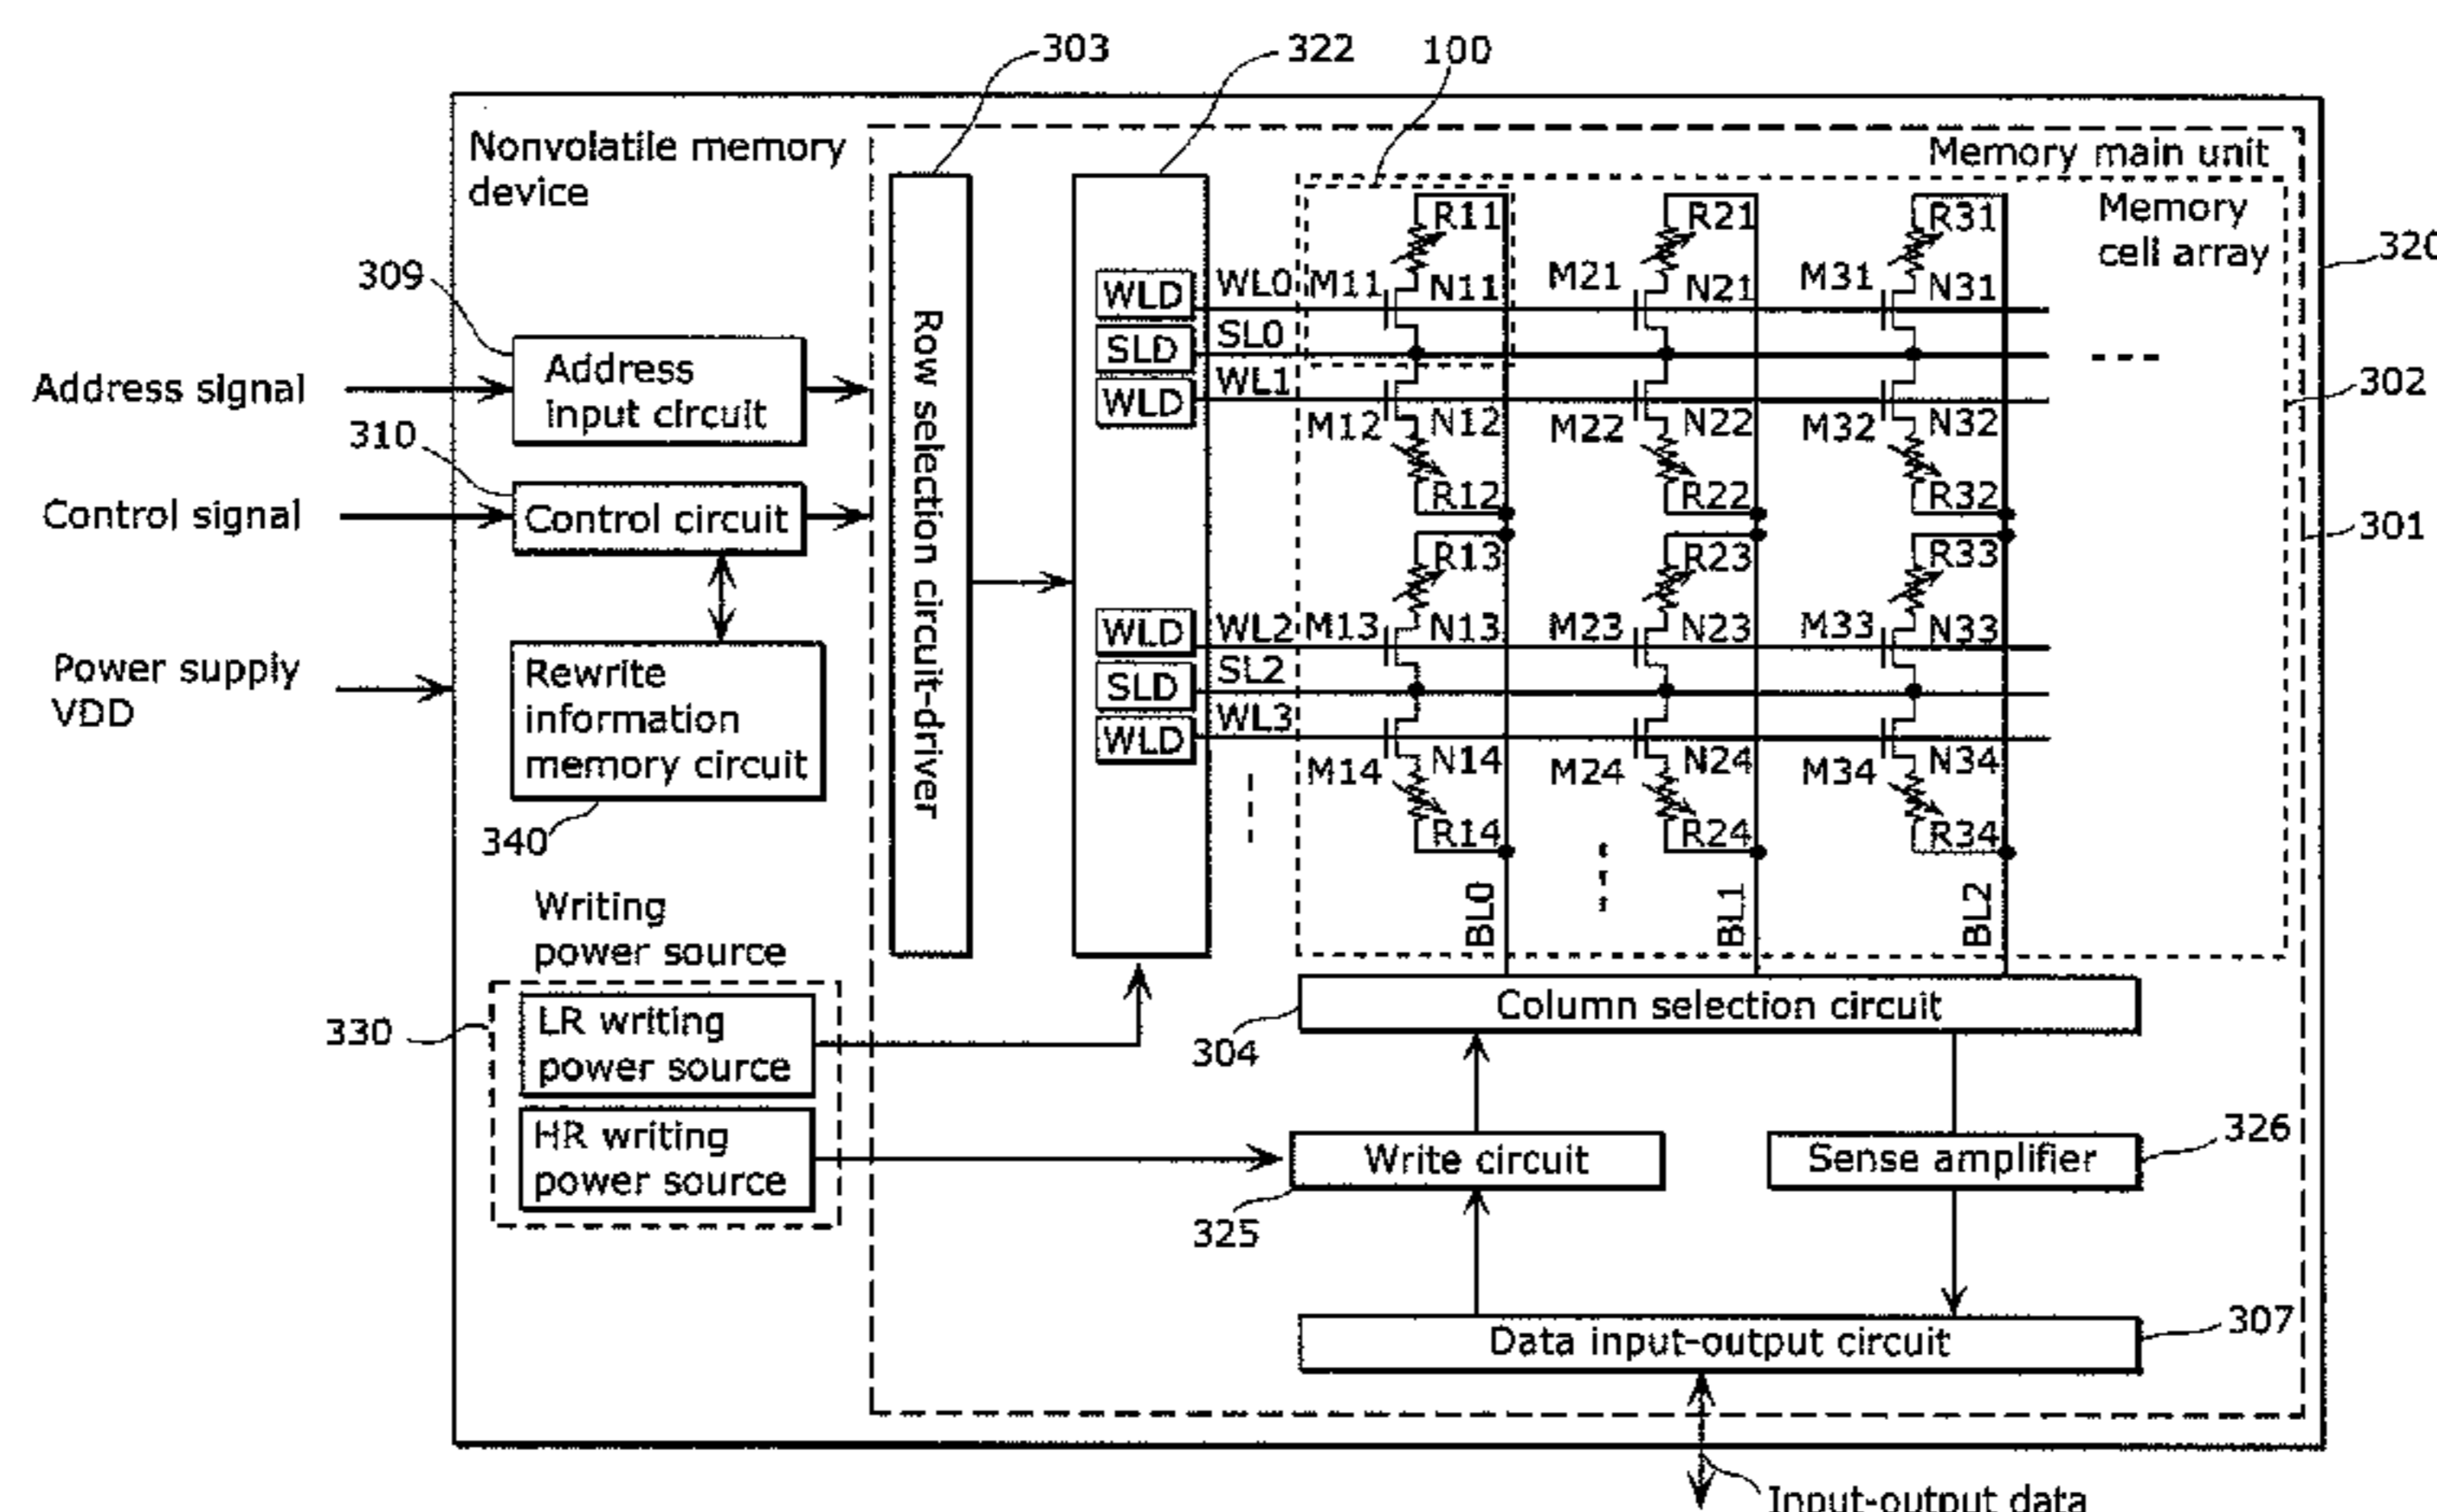 303
322
100
Nonvolatile memory
device
Memory main unit
Memory
cell array
R11
R21
R31
320
309
WLD
WL0
M11
N11
M21
N21
M31
N31
SLD
SL0
Address signal
Address
input circuit
WLD
WL1
302
310
M12
N12
M22
N22
M32
N32
R12
R22
R32
Control signal
Control circuit
301
R13
R23
R33
Row selection circuit-driver
WLD
WL2
M13
N13
M23
N23
M33
N33
Power supply
VDD
Rewrite
information
memory circuit
SLD
SL2
WLD
WL3
M14
N14
M24
N24
M34
N34
340
R14
R24
R34
BL0
BL1
BL2
Writing
power source
330
LR writing
power source
Column selection circuit
304
HR writing
power source
Write circuit
Sense amplifier
326
325
Data input-output circuit
307
Input-output data